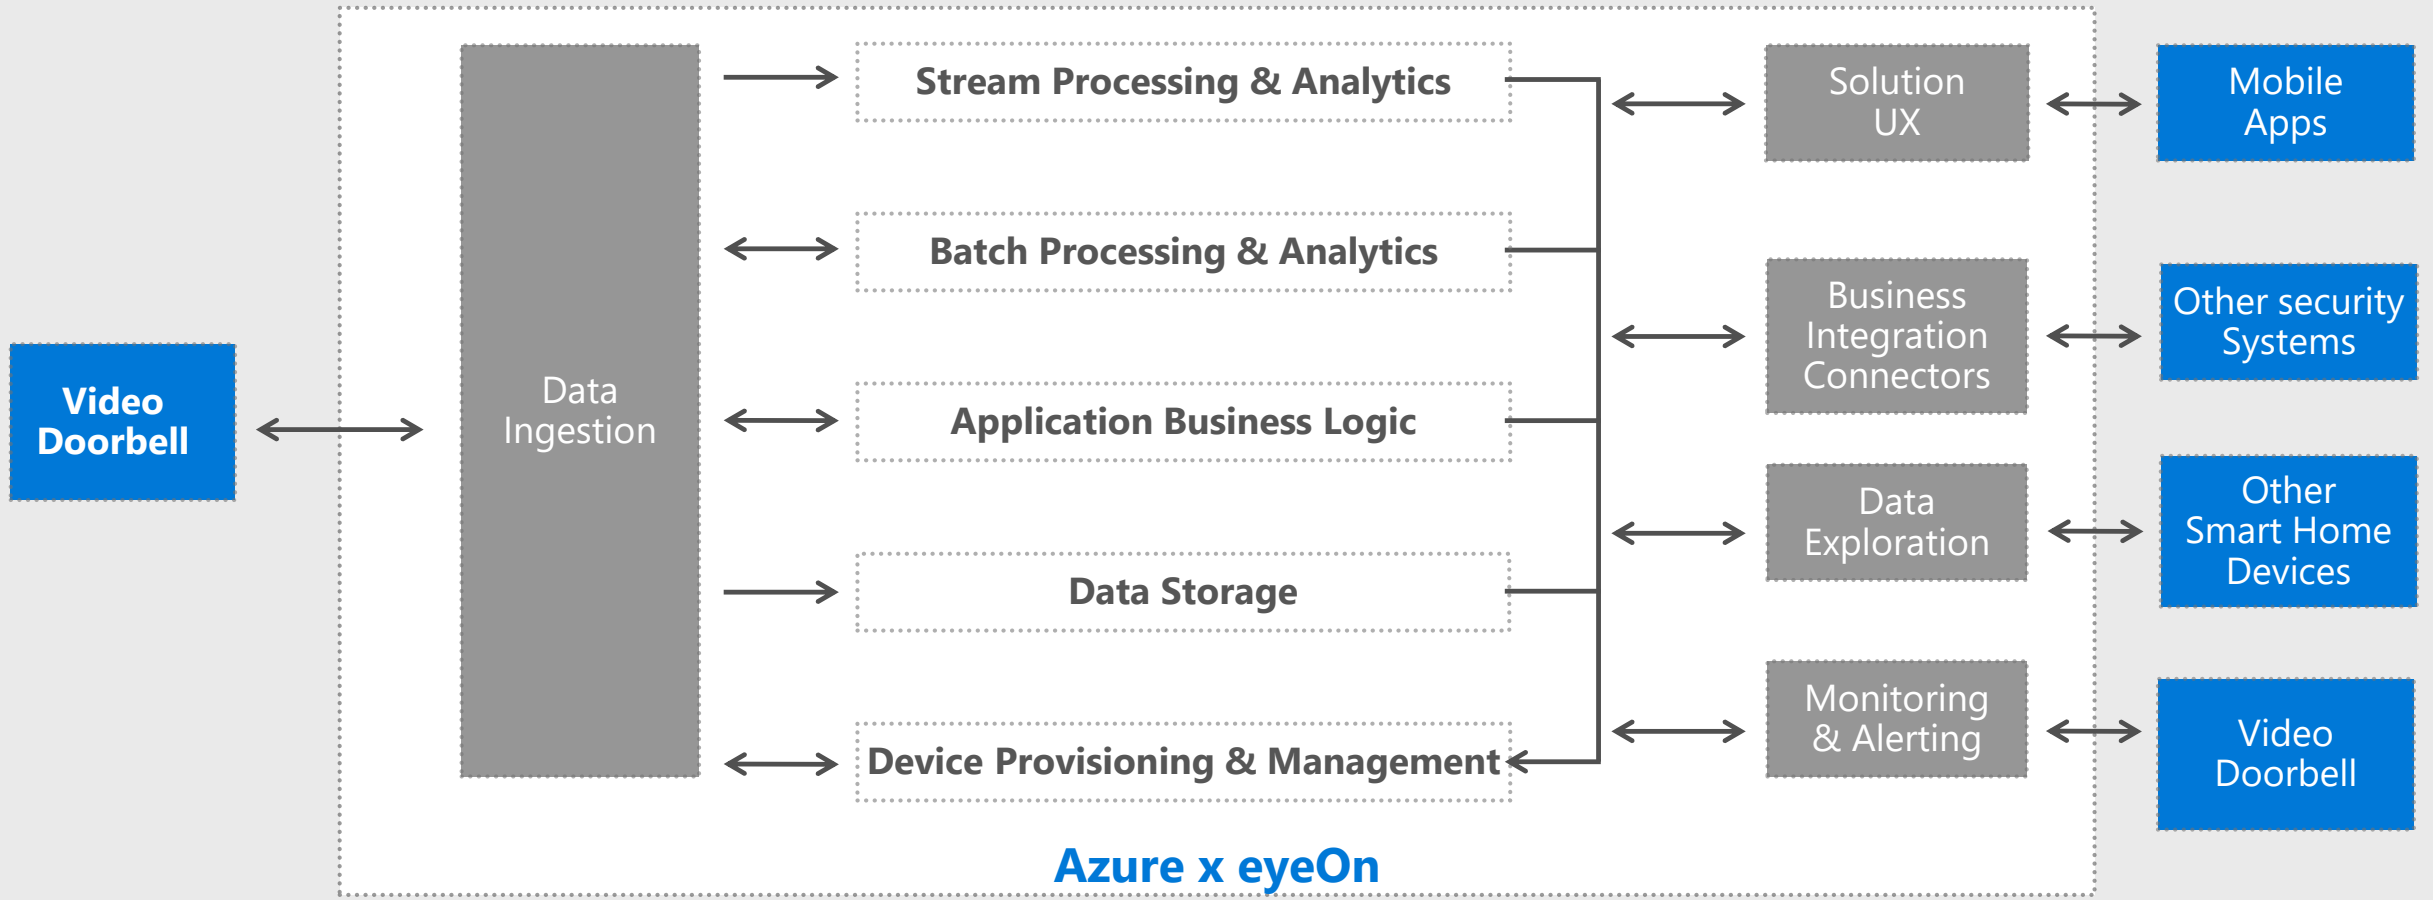 Video
Doorbell
Data
Ingestion
Stream Processing & Analytics
Batch Processing & Analytics
Application Business Logic
Data Storage
Device Provisioning & Management
Solution
UX
Business
Integration
Connectors
Data
Exploration
Monitoring
& Alerting
Mobile
Apps
Other security
Systems
Other
Smart Home
Devices
Video
Doorbell
Azure x eyeOn